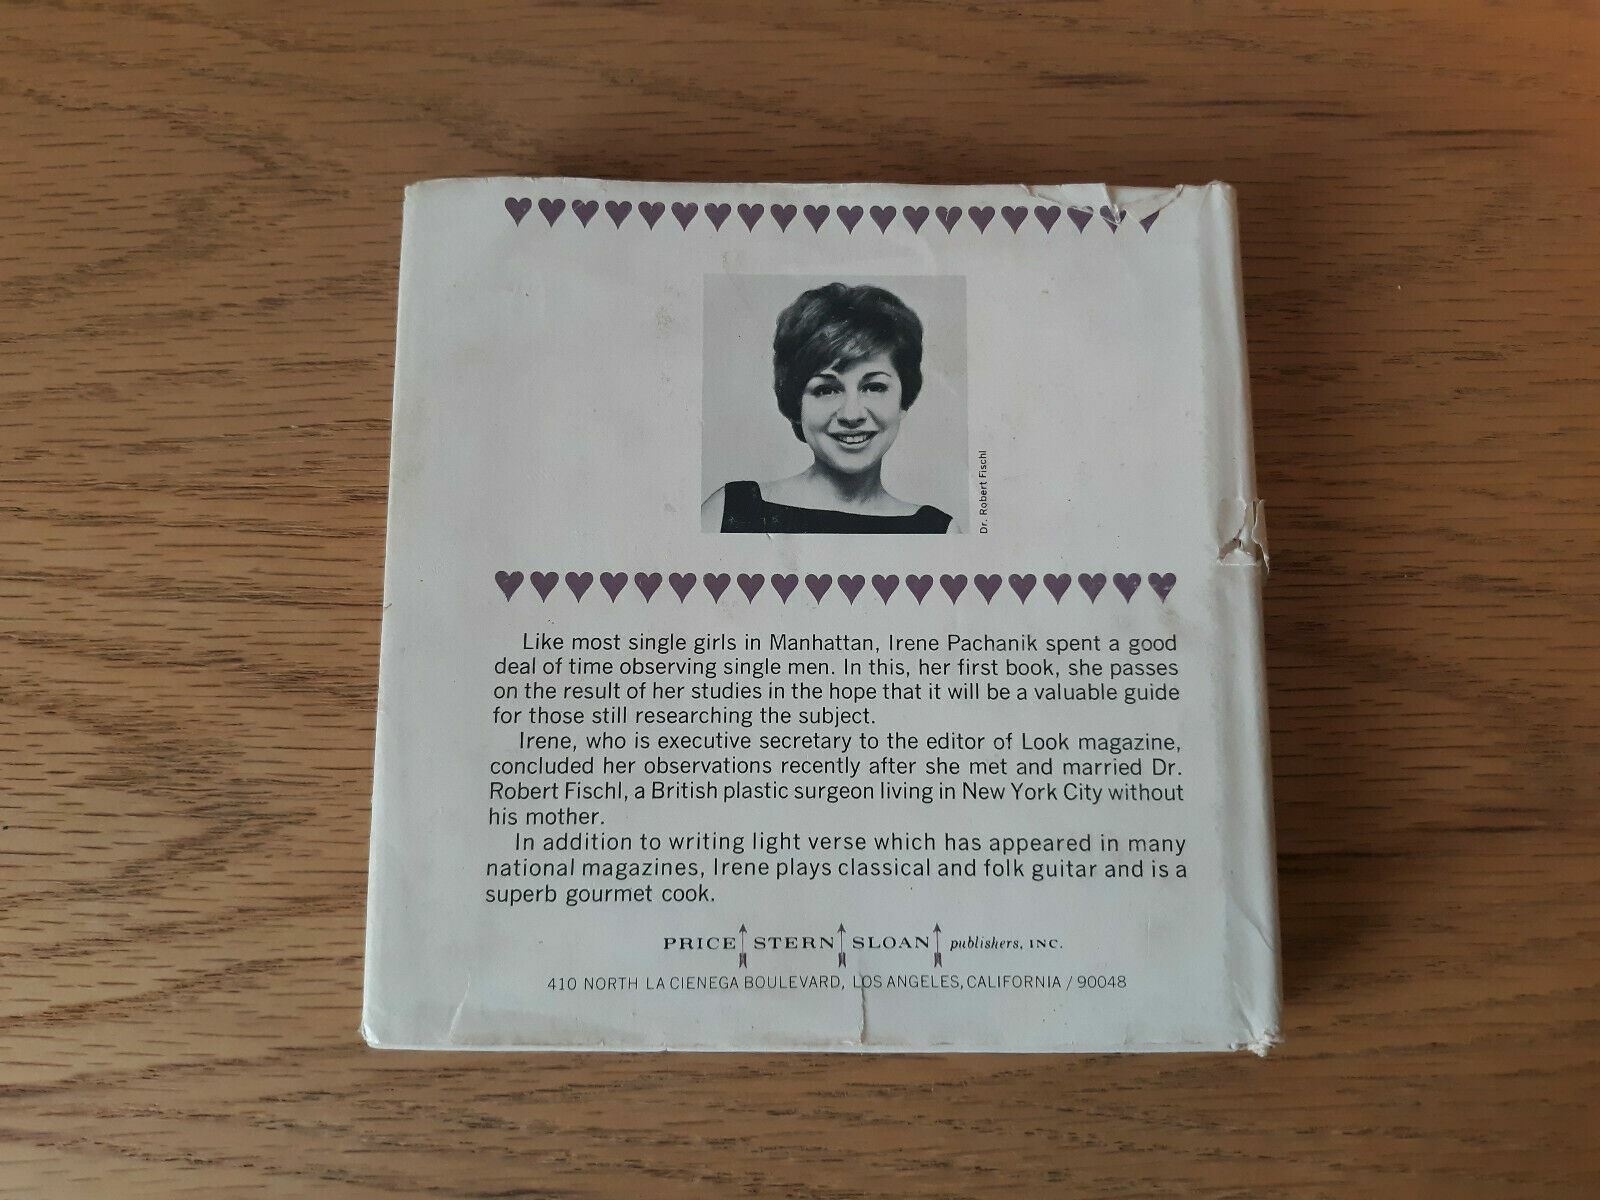 Dr. Robert Fischl
Like most single girls in Manhattan, Irene Pachanik spent a good
deal of time observing single men. In this, her first book, she passes
on the result of her studies in the hope that it will be a valuable guide
for those still researching the subject.
Irene, who is executive secretary to the editor of Look magazine,
concluded her observations recently after she met and married Dr.
Robert Fischl, a British plastic surgeon living in New York City without
his mother.
In addition to writing light verse which has appeared in many
national magazines, Irene plays classical and folk guitar and is a
superb gourmet cook.
PRICE STERN SLOAN publishers, INC.
410 NORTH LA CIENEGA BOULEVARD, LOS ANGELES, CALIFORNIA / 90048